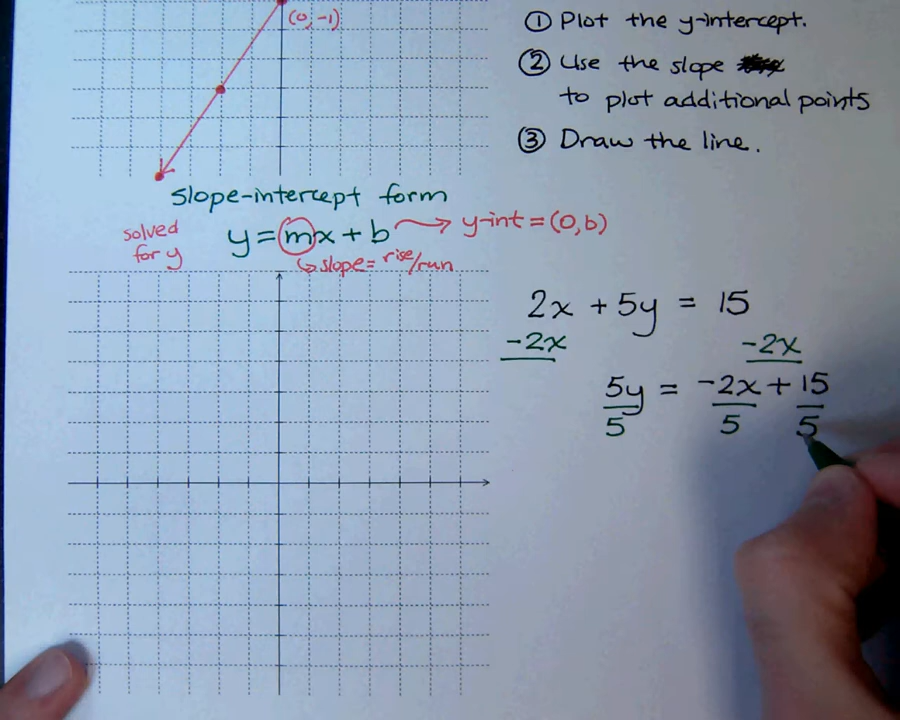 (0,-1)
① Plot the y-intercept.
② Use the slope
to plot additional points
③ Draw the line.
Slope-intercept form
solved
for y
y = mx + b → y-int = (0,b)
↳ slope = rise/run
2x + 5y = 15
-2x -2x
5y = -2x + 15
5 5 5